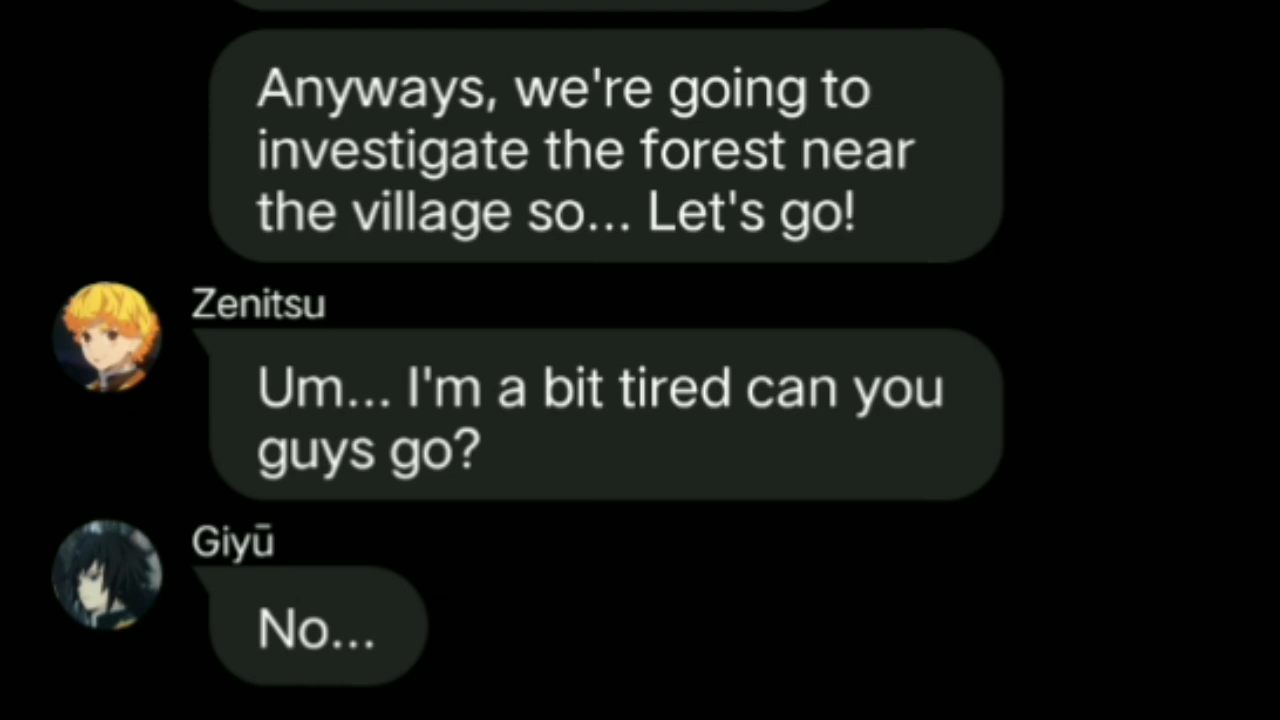 Anyways, we're going to
investigate the forest near
the village so... Let's go!
Zenitsu
Um... I'm a bit tired can you
guys go?
Giyū
No...